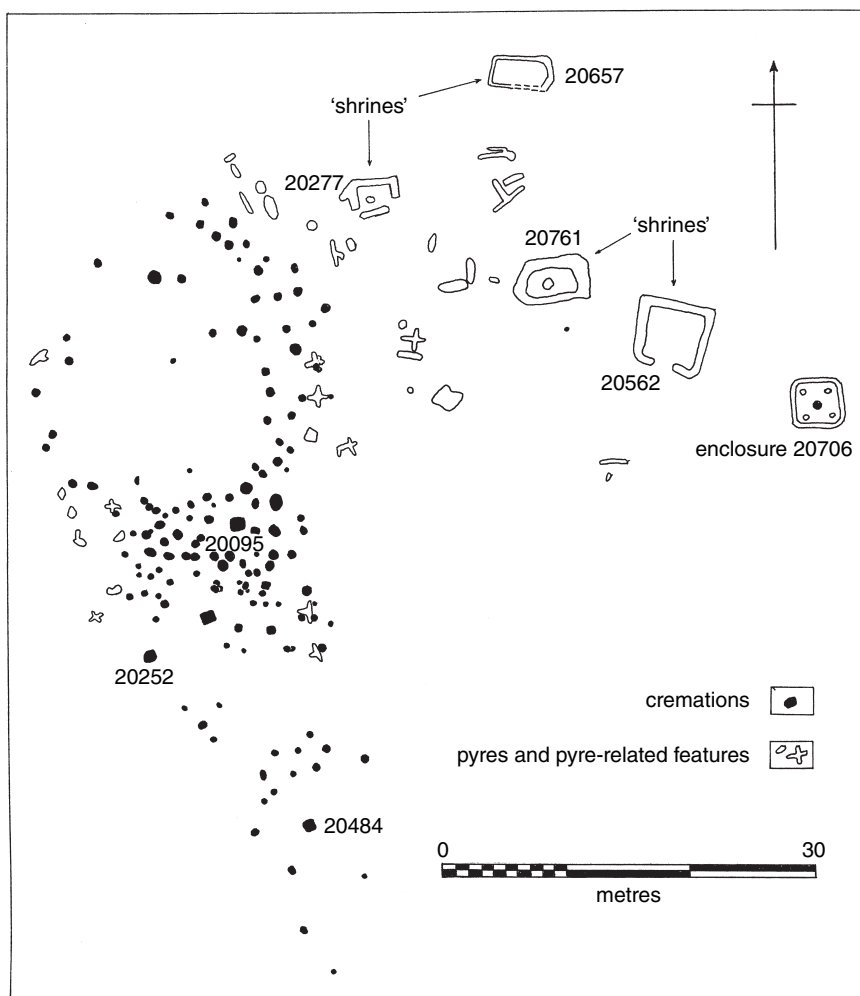 20657
'shrines'
20277
'shrines'
20761
20562
enclosure 20706
20095
20252
cremations
pyres and pyre-related features
20484
0 30
metres